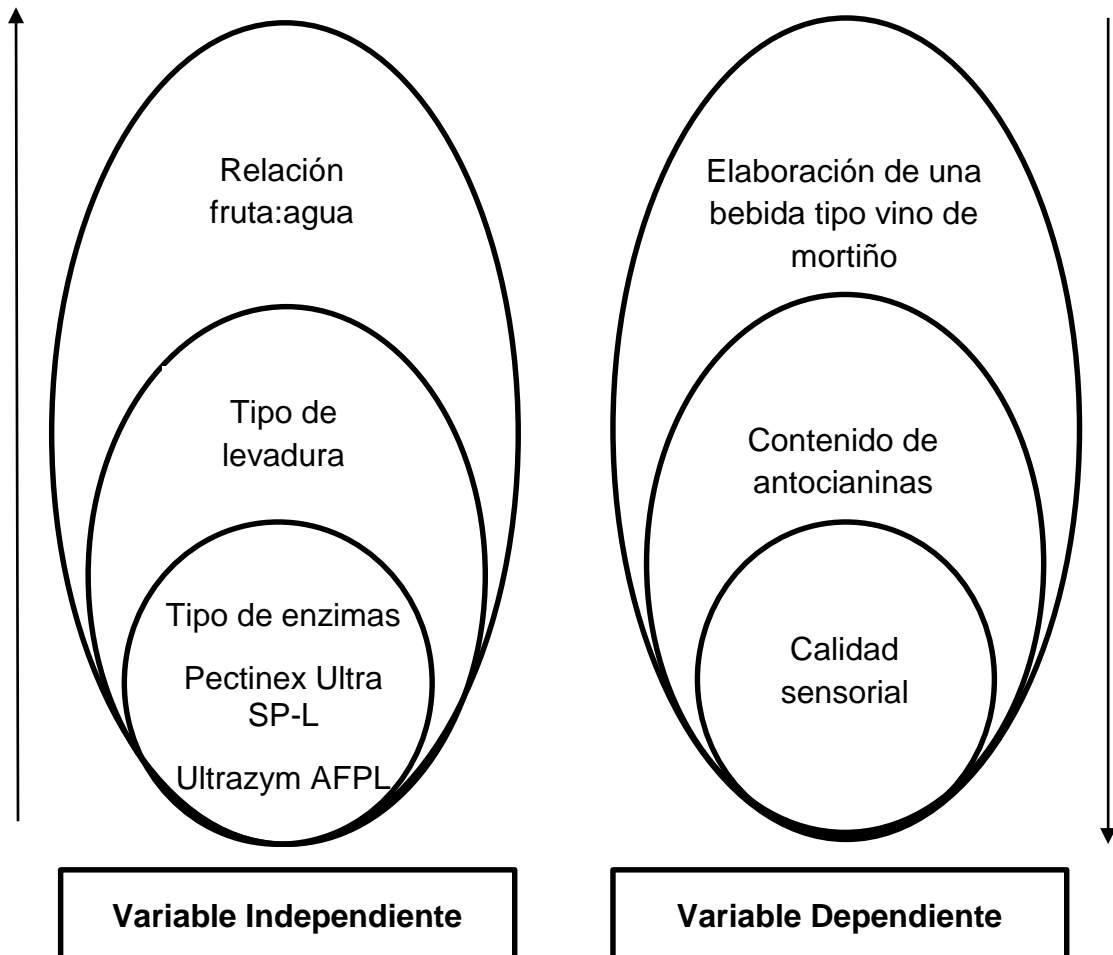 Relación
fruta:agua
Tipo de
levadura
Tipo de enzimas
Pectinex Ultra
SP-L
Ultrazym AFPL
Variable Independiente
Elaboración de una
bebida tipo vino de
mortiño
Contenido de
antocianinas
Calidad
sensorial
Variable Dependiente